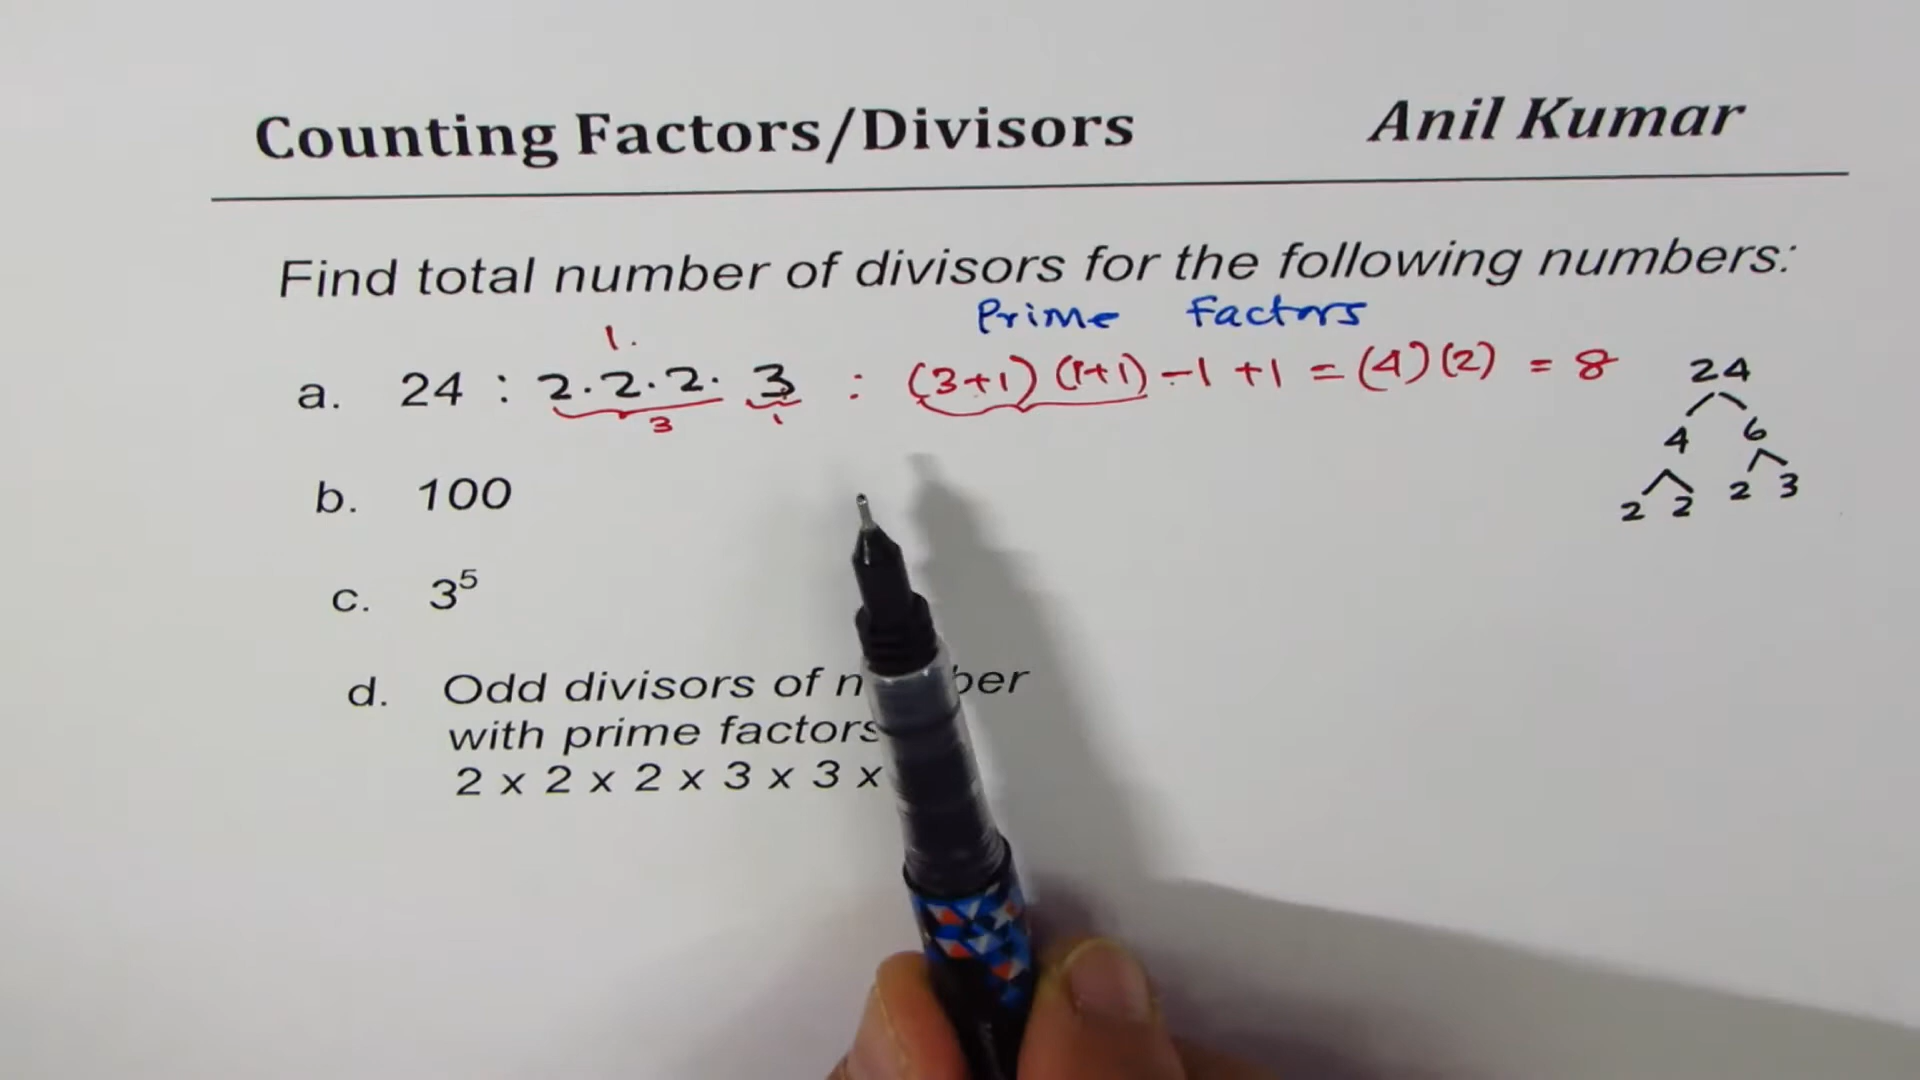 Counting Factors/Divisors Anil Kumar
Find total number of divisors for the following numbers:
Prime Factors
1.
a. 24 : 2.2.2. 3 : (3+1) (1+1) -1 +1 = (4)(2) = 8
3 1
24
4 6
2 2 2 3
b. 100
c. 3⁵
d. Odd divisors of
with prime factors
2 x 2 x 2 x 3 x 3 x